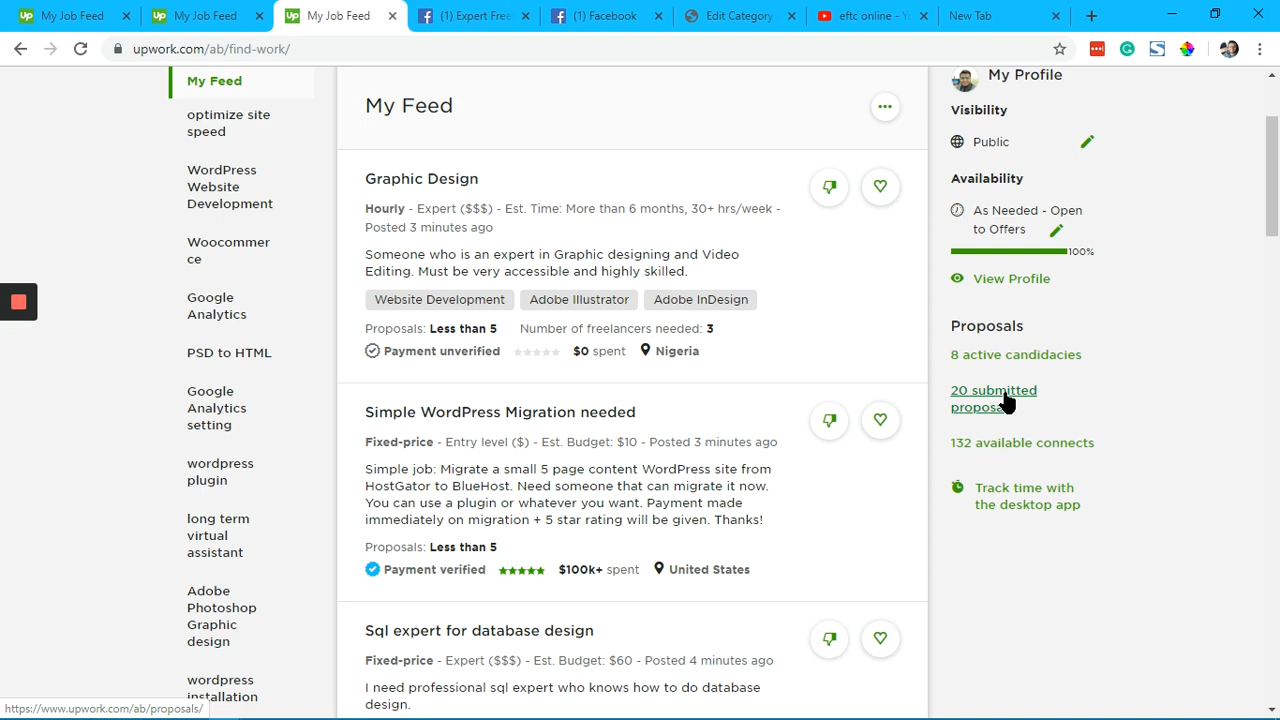 My Job Feed
My Job Feed
My Job Feed
(1) Expert Free
(1) Facebook
Edit Category
eftc online - Y
New Tab
upwork.com/ab/find-work/
My Feed
optimize site
speed
WordPress
Website
Development
Woocommer
ce
Google
Analytics
PSD to HTML
Google
Analytics
setting
wordpress
plugin
long term
virtual
assistant
Adobe
Photoshop
Graphic
design
wordpress
installation
My Feed
Graphic Design
Hourly - Expert ($$$) - Est. Time: More than 6 months, 30+ hrs/week -
Posted 3 minutes ago
Someone who is an expert in Graphic designing and Video
Editing. Must be very accessible and highly skilled.
Website Development Adobe Illustrator Adobe InDesign
Proposals: Less than 5 Number of freelancers needed: 3
Payment unverified $0 spent Nigeria
Simple WordPress Migration needed
Fixed-price - Entry level ($) - Est. Budget: $10 - Posted 3 minutes ago
Simple job: Migrate a small 5 page content WordPress site from
HostGator to BlueHost. Need someone that can migrate it now.
You can use a plugin or whatever you want. Payment made
immediately on migration + 5 star rating will be given. Thanks!
Proposals: Less than 5
Payment verified $100k+ spent United States
Sql expert for database design
Fixed-price - Expert ($$$) - Est. Budget: $60 - Posted 4 minutes ago
I need professional sql expert who knows how to do database
design.
My Profile
Visibility
Public
Availability
As Needed - Open
to Offers
100%
View Profile
Proposals
8 active candidacies
20 submitted
proposa
132 available connects
Track time with
the desktop app
https://www.upwork.com/ab/proposals/